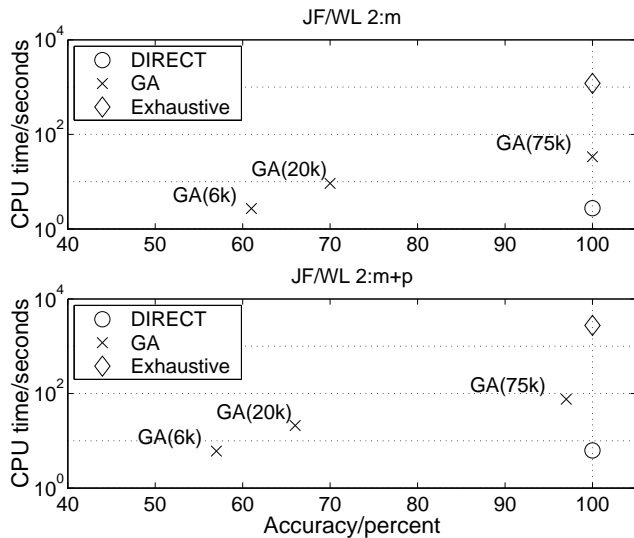 JF/WL 2:m
CPU time/seconds
10^4
10^2
10^0
DIRECT
GA
Exhaustive
GA(75k)
GA(20k)
GA(6k)
40 50 60 70 80 90 100
JF/WL 2:m+p
CPU time/seconds
10^4
10^2
10^0
DIRECT
GA
Exhaustive
GA(75k)
GA(20k)
GA(6k)
40 50 60 70 80 90 100
Accuracy/percent